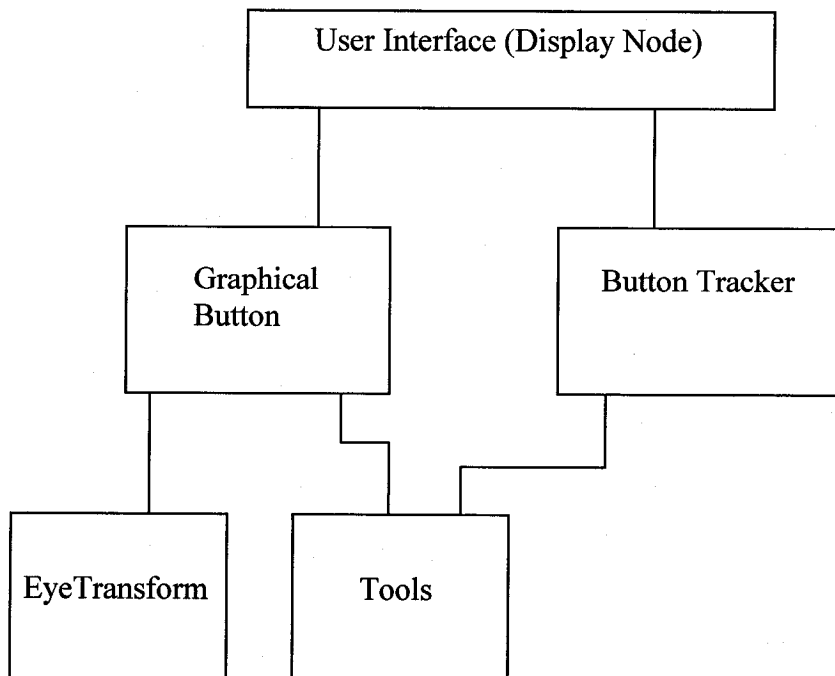 User Interface (Display Node)
Graphical
Button
Button Tracker
EyeTransform
Tools